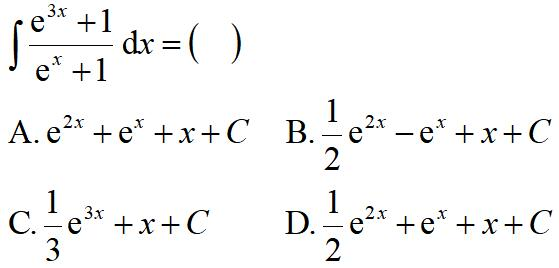 ∫ (e^{3x} + 1)/(e^x + 1) dx = ( )
A. e^{2x} + e^x + x + C B. 1/2 e^{2x} − e^x + x + C
C. 1/3 e^{3x} + x + C D. 1/2 e^{2x} + e^x + x + C